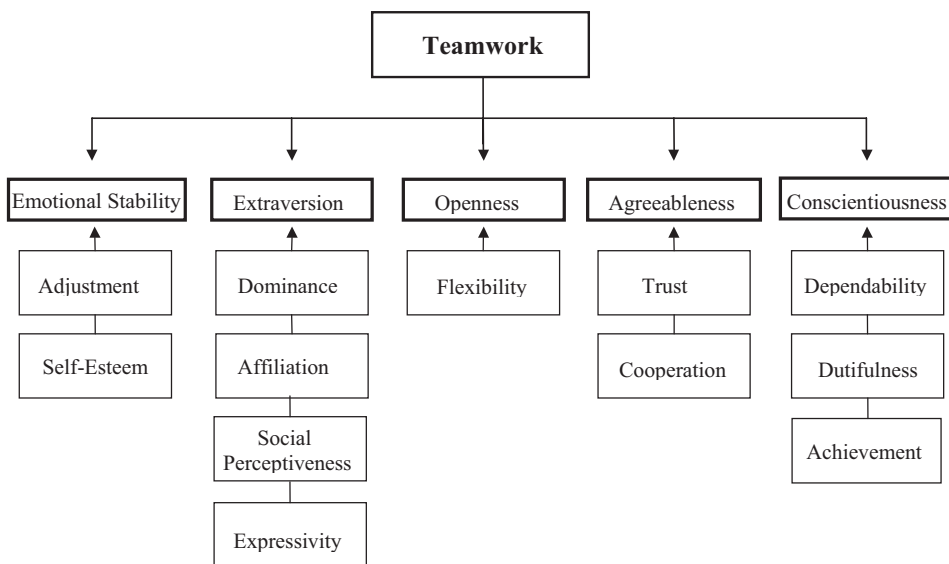 Teamwork
Emotional Stability
Extraversion
Openness
Agreeableness
Conscientiousness
Adjustment
Dominance
Flexibility
Trust
Dependability
Self-Esteem
Affiliation
Cooperation
Dutifulness
Social
Perceptiveness
Achievement
Expressivity